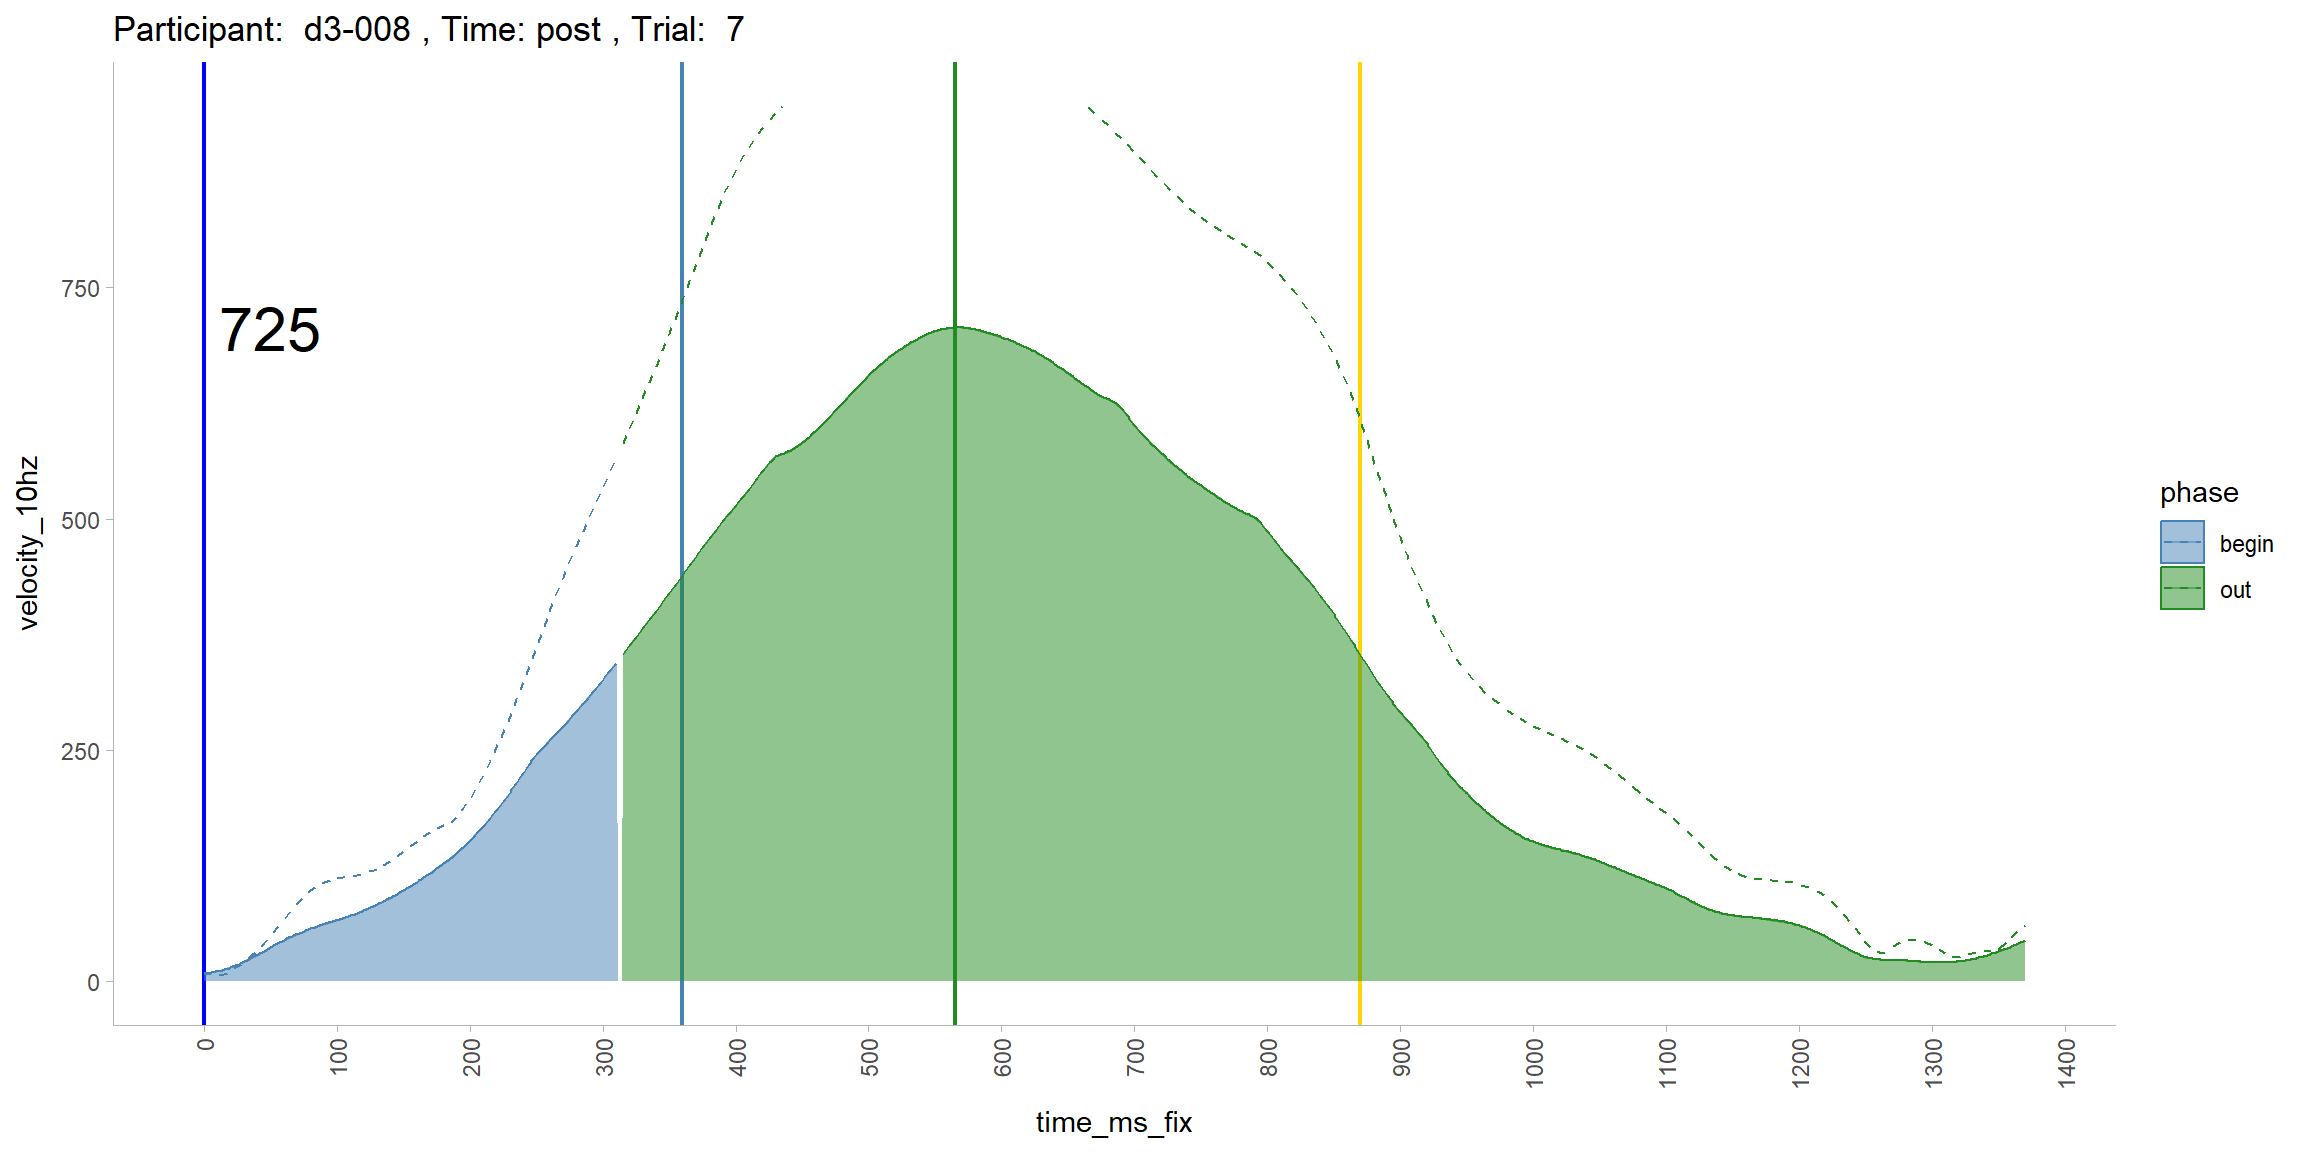 Participant:  d3-008 , Time: post , Trial:  7
725
750
500
250
0
velocity_10hz
0 100 200 300 400 500 600 700 800 900 1000 1100 1200 1300 1400
time_ms_fix
phase
begin
out